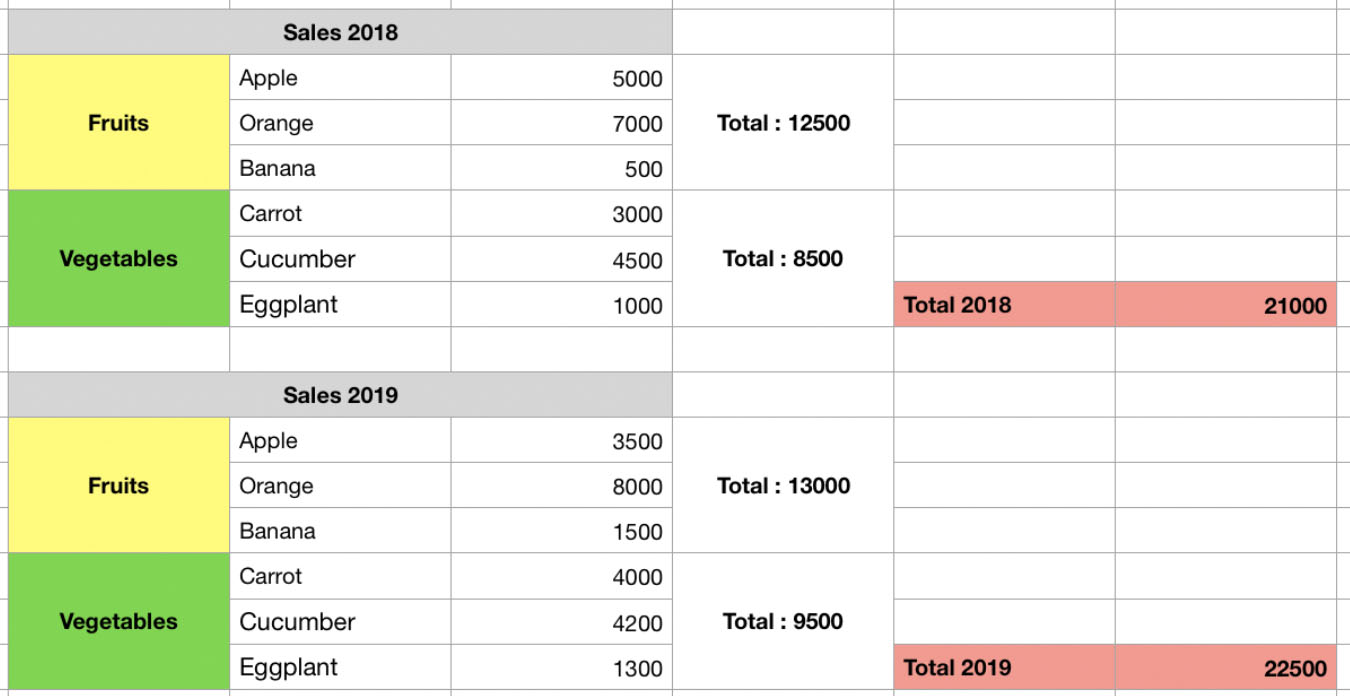 Sales 2018
Fruits
Apple 5000
Orange 7000
Banana 500
Total : 12500
Vegetables
Carrot 3000
Cucumber 4500
Eggplant 1000
Total : 8500
Total 2018 21000
Sales 2019
Fruits
Apple 3500
Orange 8000
Banana 1500
Total : 13000
Vegetables
Carrot 4000
Cucumber 4200
Eggplant 1300
Total : 9500
Total 2019 22500